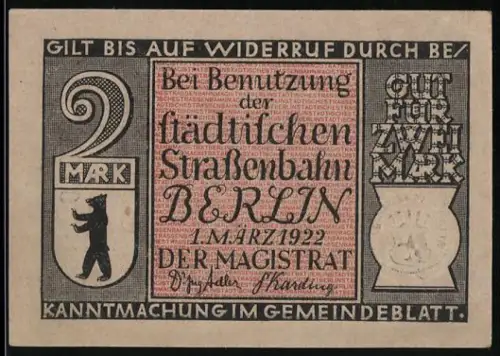 GILT BIS AUF WIDERRUF DURCH BE/
2
MARK
Bei Benutzung
der
städtischen
Straßenbahn
BERLIN
1. MÄRZ 1922
DER MAGISTRAT
GUT
FÜR
ZWEI
MARK
KANNTMACHUNG IM GEMEINDEBLATT.